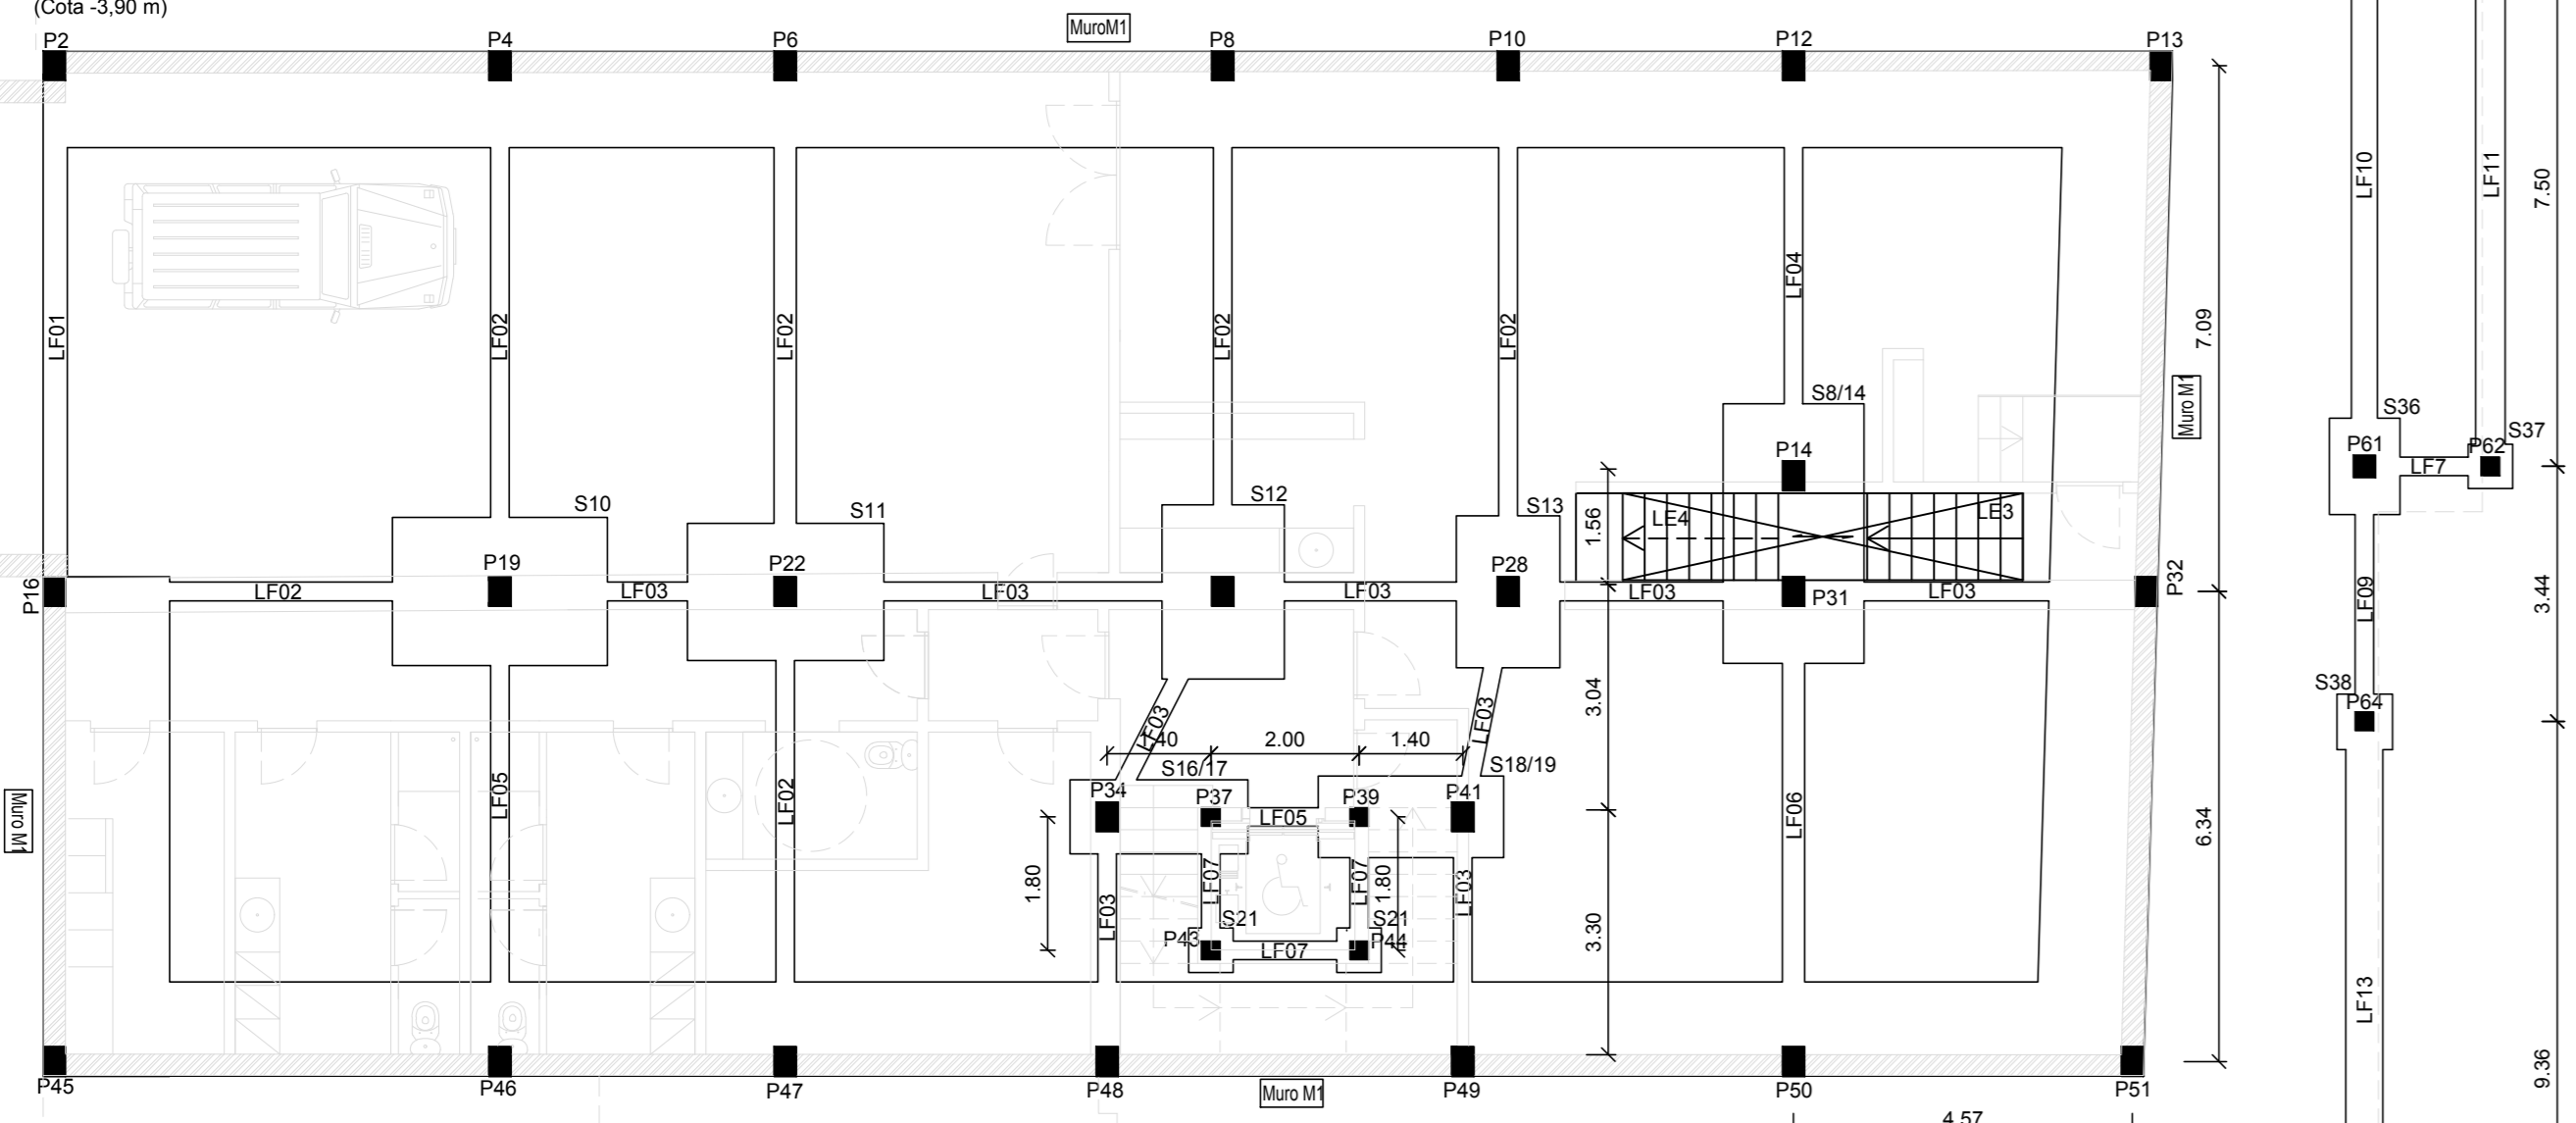 (Cota -3,90 m)
MuroM1
P2
P4
P6
P8
P10
P12
P13
LF10
LF11
7.50
LF01
LF02
LF02
LF02
LF02
LF04
7.09
Muro M1
S8/14
S36
S37
P61
P62
LF7
P14
S10
S11
S12
S13
1.56
LE4
LE3
P16
P19
P22
P28
P31
P32
LF02
LF03
LF03
LF03
LF03
LF03
LF09
3.44
S38
P64
3.04
LF03
LF03
1.40
2.00
1.40
S16/17
S18/19
P34
P37
P39
P41
LF05
Muro M1
LF05
LF02
LF06
6.34
1.80
LF07
LF07
1.80
LF03
LF03
S21
S21
P43
P44
LF07
3.30
LF13
9.36
P45
P46
P47
P48
Muro M1
P49
P50
P51
4.57